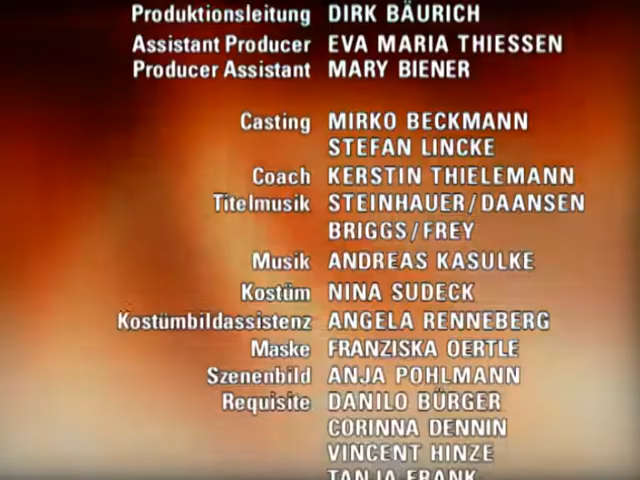 Produktionsleitung DIRK BÄURICH
Assistant Producer EVA MARIA THIESSEN
Producer Assistant MARY BIENER
Casting MIRKO BECKMANN
STEFAN LINCKE
Coach KERSTIN THIELEMANN
Titelmusik STEINHAUER/DAANSEN
BRIGGS/FREY
Musik ANDREAS KASULKE
Kostüm NINA SUDECK
Kostümbildassistenz ANGELA RENNEBERG
Maske FRANZISKA OERTLE
Szenenbild ANJA POHLMANN
Requisite DANILO BÜRGER
CORINNA DENNIN
VINCENT HINZE
TANJA FRANK